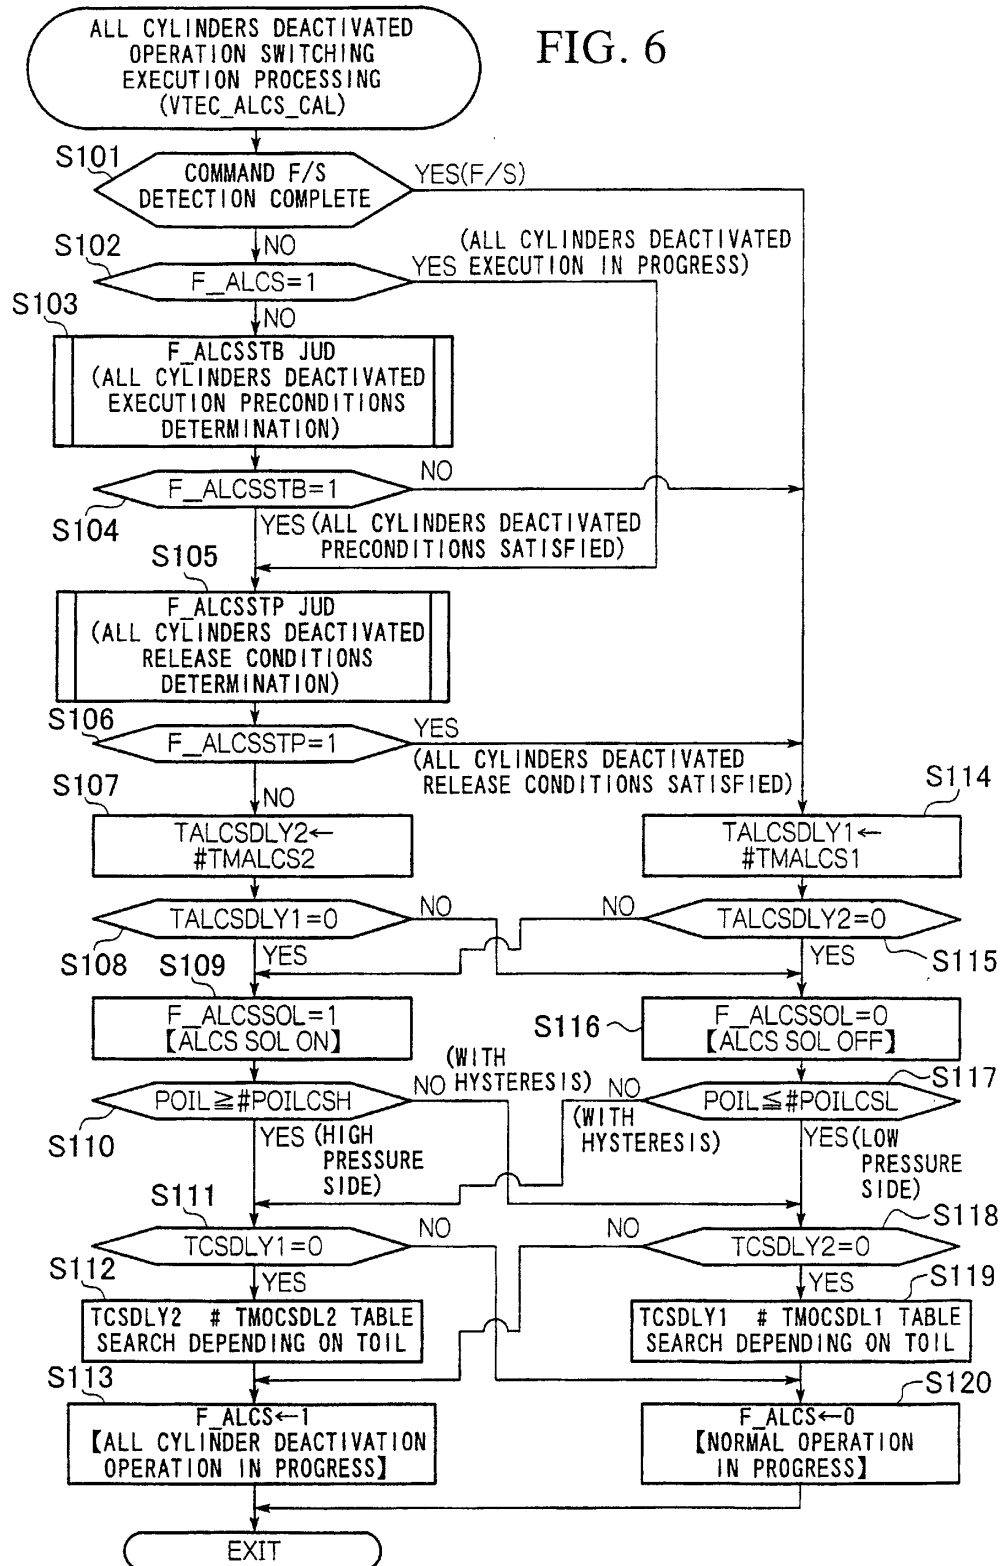 ALL CYLINDERS DEACTIVATED
OPERATION SWITCHING
EXECUTION PROCESSING
(VTEC_ALCS_CAL)
FIG. 6
S101
COMMAND F/S
DETECTION COMPLETE
YES(F/S)
NO
S102
F_ALCS=1
(ALL CYLINDERS DEACTIVATED
YES EXECUTION IN PROGRESS)
NO
S103
F_ALCSSTB JUD
(ALL CYLINDERS DEACTIVATED
EXECUTION PRECONDITIONS
DETERMINATION)
F_ALCSSTB=1
NO
S104
YES (ALL CYLINDERS DEACTIVATED
PRECONDITIONS SATISFIED)
S105
F_ALCSSTP JUD
(ALL CYLINDERS DEACTIVATED
RELEASE CONDITIONS
DETERMINATION)
S106
F_ALCSSTP=1
YES
(ALL CYLINDERS DEACTIVATED
RELEASE CONDITIONS SATISFIED)
NO
S107
TALCSDLY2←
#TMALCS2
S114
TALCSDLY1←
#TMALCS1
TALCSDLY1=0
NO
NO
TALCSDLY2=0
S108
YES
YES
S115
S109
F_ALCSSOL=1
【ALCS SOL ON】
S116
F_ALCSSOL=0
【ALCS SOL OFF】
POIL≧#POILCSH
NO
(WITH
HYSTERESIS)
S110
YES (HIGH
PRESSURE
SIDE)
NO
(WITH
HYSTERESIS)
POIL≦#POILCSL
S117
YES(LOW
PRESSURE
SIDE)
S111
TCSDLY1=0
NO
NO
TCSDLY2=0
S118
YES
YES
S112
TCSDLY2 # TMOCSDL2 TABLE
SEARCH DEPENDING ON TOIL
S119
TCSDLY1 # TMOCSDL1 TABLE
SEARCH DEPENDING ON TOIL
S113
F_ALCS←1
【ALL CYLINDER DEACTIVATION
OPERATION IN PROGRESS】
S120
F_ALCS←0
【NORMAL OPERATION
IN PROGRESS】
EXIT